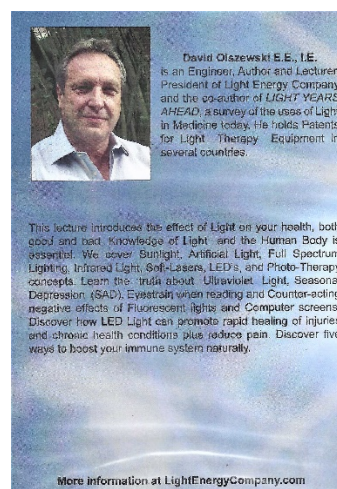 David Olszewski E.E., I.E.
is an Engineer, Author and Lecturer
President of Light Energy Company
and the co-author of LIGHT YEARS
AHEAD, a survey of the uses of Light
in Medicine today. He holds Patents
for Light Therapy Equipment in
several countries.
This lecture introduces the effect of Light on your health, both
good and bad. Knowledge of Light and the Human Body is
essential. We cover Sunlight, Artificial Light, Full Spectrum
Lighting, Infrared Light, Soft-Lasers, LED's, and Photo-Therapy
concepts. Learn the truth about Ultraviolet Light, Seasonal
Depression (SAD), Eyestrain when reading and Counter-acting
negative effects of Fluorescent lights and Computer screens.
Discover how LED Light can promote rapid healing of injuries
and chronic health conditions plus reduce pain. Discover five
ways to boost your immune system naturally.
More information at LightEnergyCompany.com